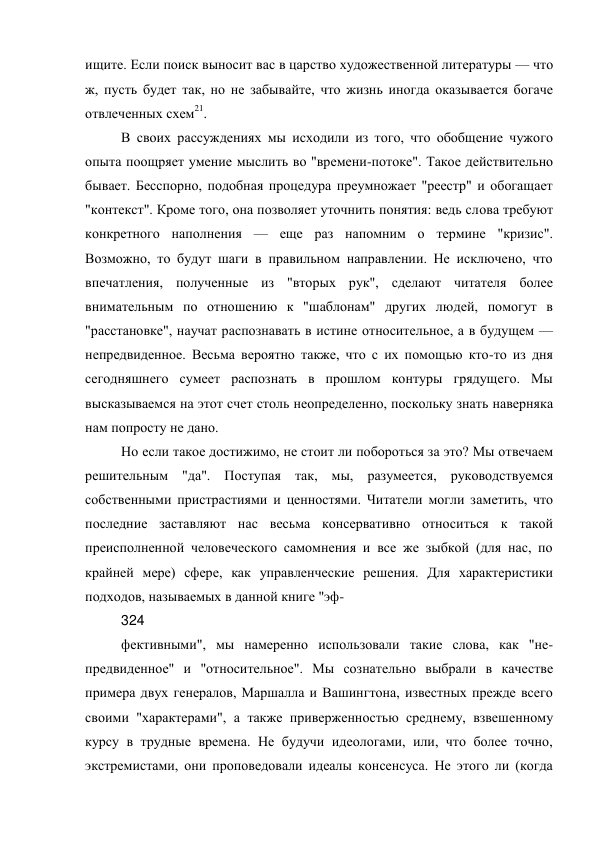 ищите. Если поиск выносит вас в царство художественной литературы — что
ж, пусть будет так, но не забывайте, что жизнь иногда оказывается богаче
отвлеченных схем21.
В своих рассуждениях мы исходили из того, что обобщение чужого
опыта поощряет умение мыслить во "времени-потоке". Такое действительно
бывает. Бесспорно, подобная процедура преумножает "реестр" и обогащает
"контекст". Кроме того, она позволяет уточнить понятия: ведь слова требуют
конкретного наполнения — еще раз напомним о термине "кризис".
Возможно, то будут шаги в правильном направлении. Не исключено, что
впечатления, полученные из "вторых рук", сделают читателя более
внимательным по отношению к "шаблонам" других людей, помогут в
"расстановке", научат распознавать в истине относительное, а в будущем —
непредвиденное. Весьма вероятно также, что с их помощью кто-то из дня
сегодняшнего сумеет распознать в прошлом контуры грядущего. Мы
высказываемся на этот счет столь неопределенно, поскольку знать наверняка
нам попросту не дано.
Но если такое достижимо, не стоит ли побороться за это? Мы отвечаем
решительным "да". Поступая так, мы, разумеется, руководствуемся
собственными пристрастиями и ценностями. Читатели могли заметить, что
последние заставляют нас весьма консервативно относиться к такой
преисполненной человеческого самомнения и все же зыбкой (для нас, по
крайней мере) сфере, как управленческие решения. Для характеристики
подходов, называемых в данной книге "эф-
324
фективными", мы намеренно использовали такие слова, как "не-
предвиденное" и "относительное". Мы сознательно выбрали в качестве
примера двух генералов, Маршалла и Вашингтона, известных прежде всего
своими "характерами", а также приверженностью среднему, взвешенному
курсу в трудные времена. Не будучи идеологами, или, что более точно,
экстремистами, они проповедовали идеалы консенсуса. Не этого ли (когда